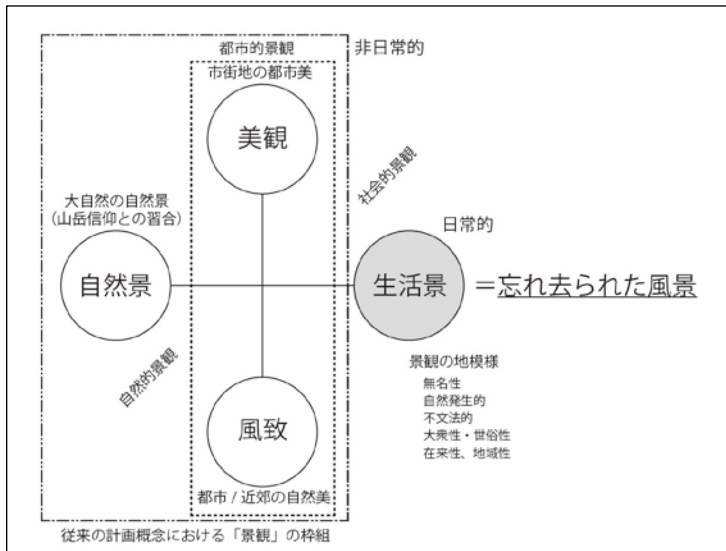 都市的景観
非日常的
市街地の都市美
美観
社会的景観
大自然の自然景
(山岳信仰との習合)
日常的
自然景
生活景
＝忘れ去られた風景
自然的景観
景観の地模様
無名性
自然発生的
不文法的
大衆性・世俗性
在来性、地域性
風致
都市 / 近郊の自然美
従来の計画概念における「景観」の枠組